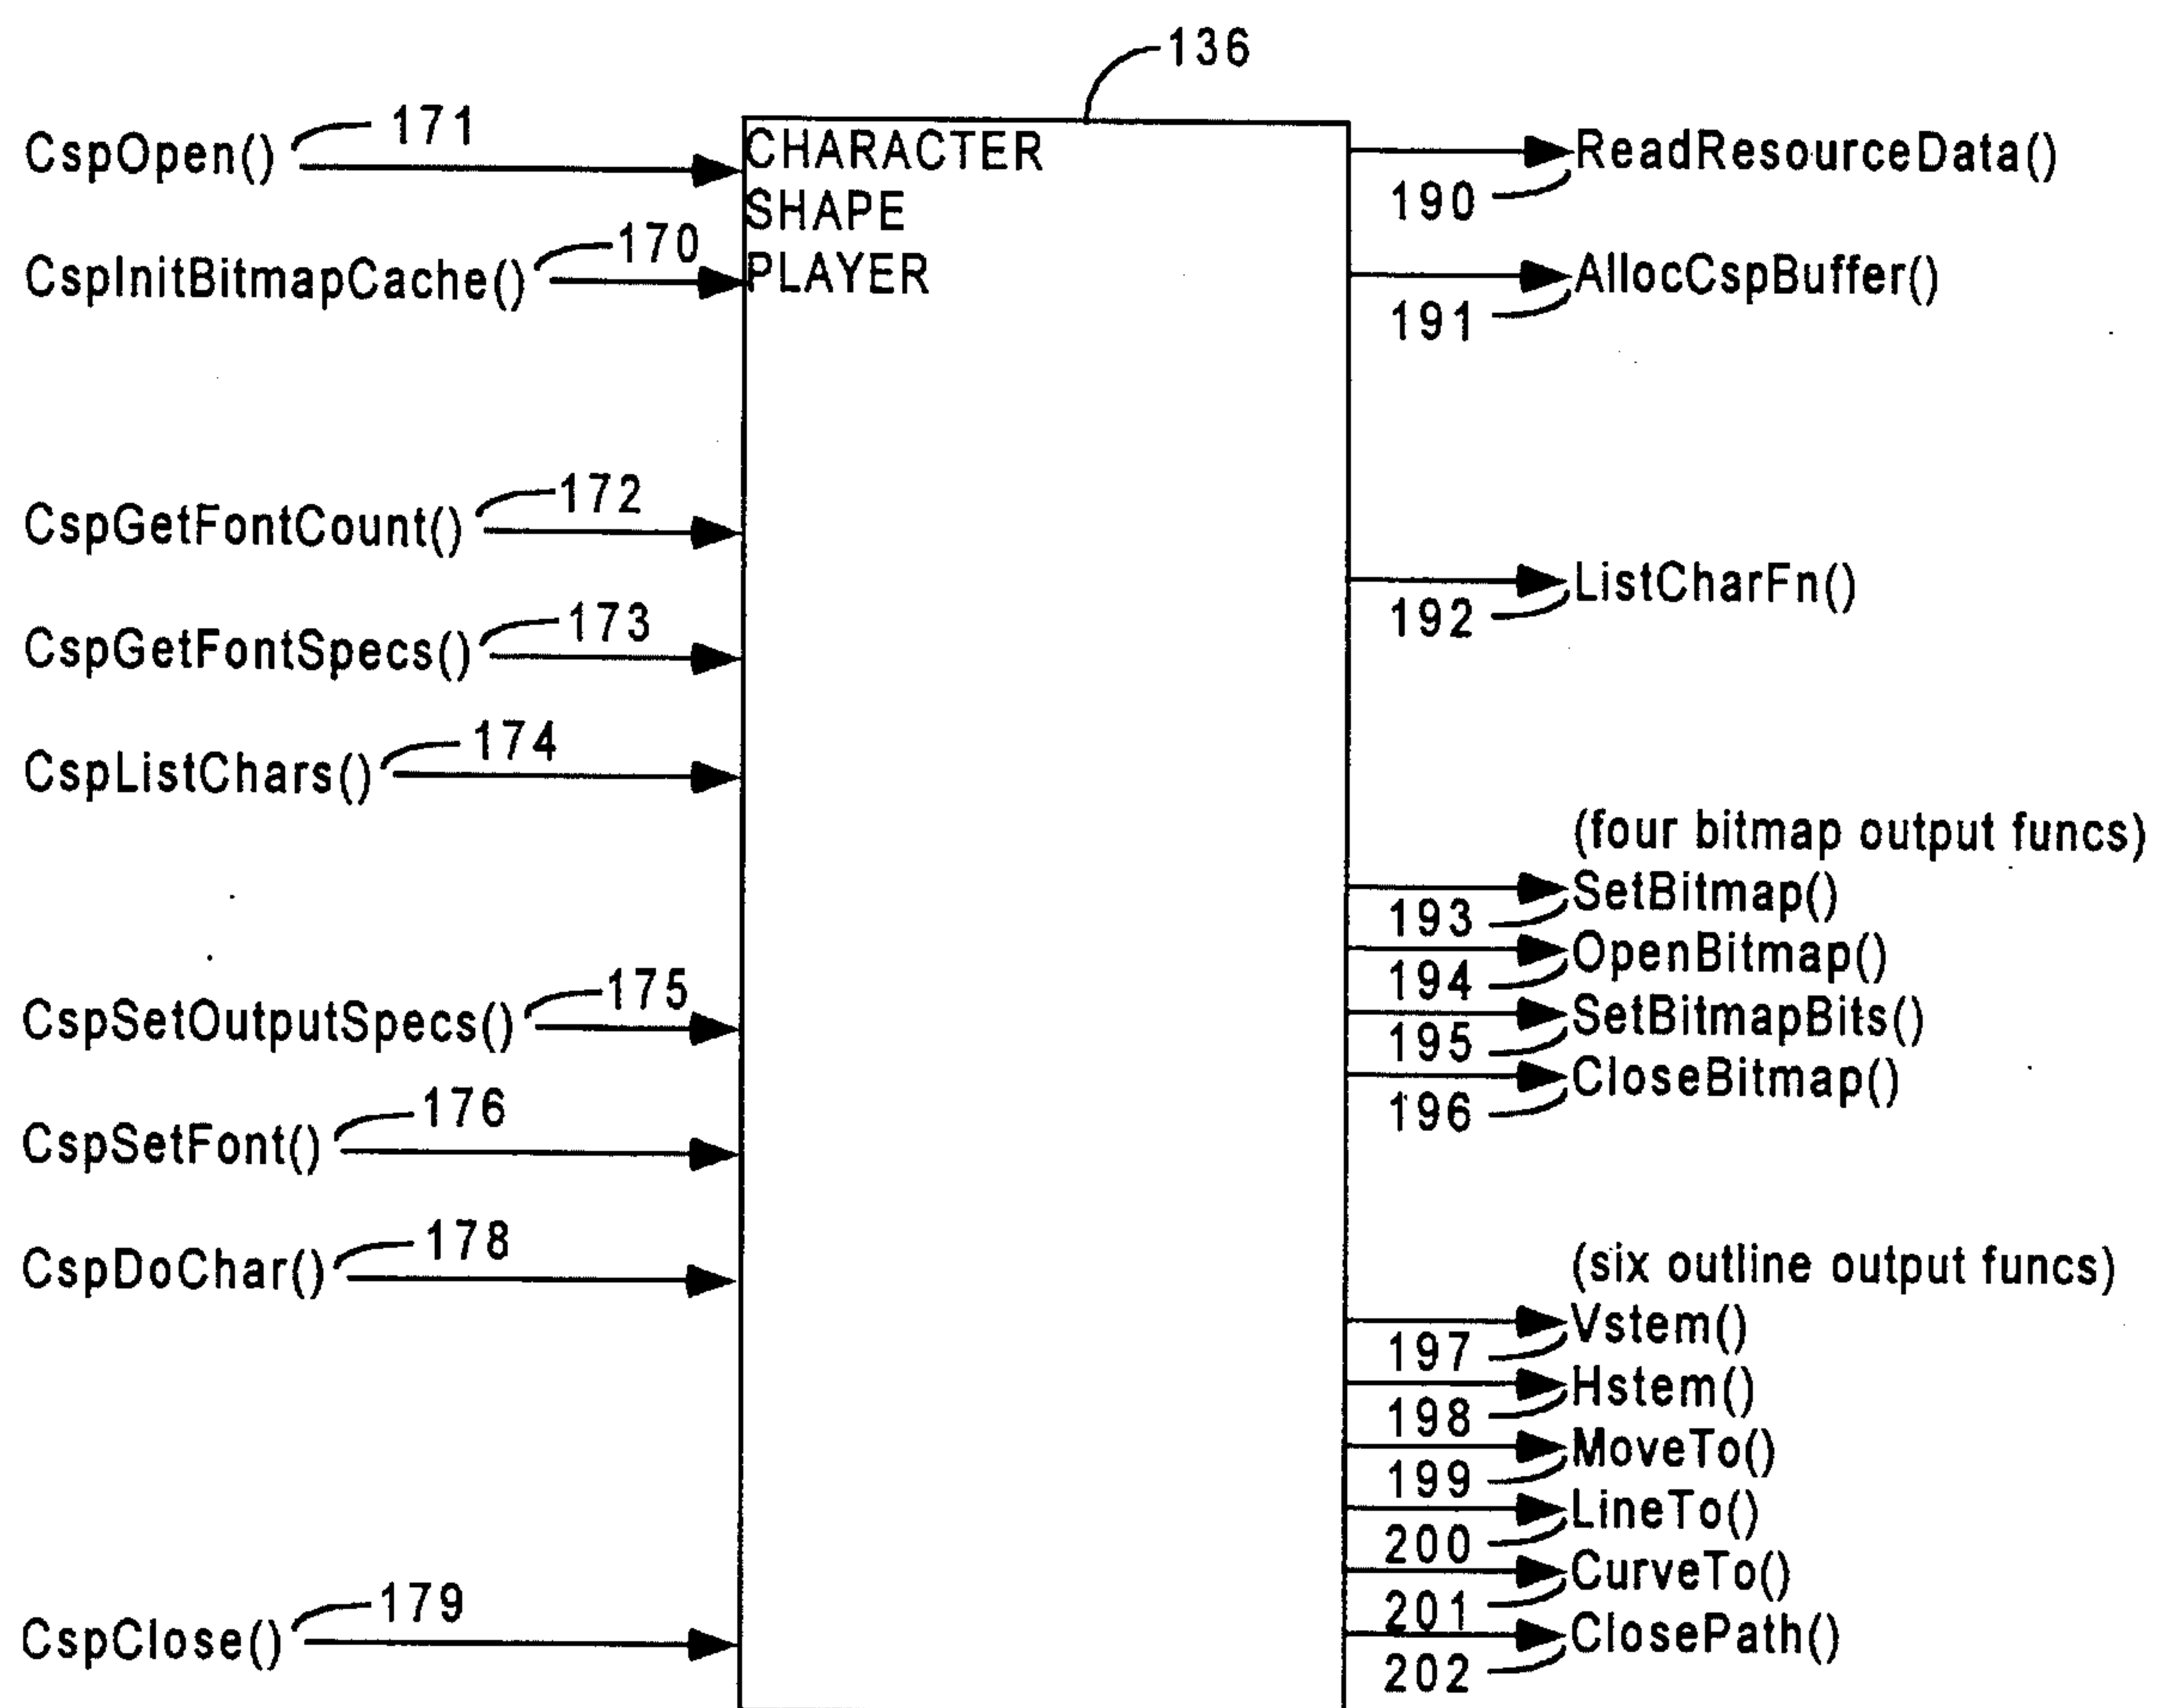 136
CspOpen() 171
CHARACTER
SHAPE
PLAYER
ReadResourceData()
190
CspInitBitmapCache() 170
AllocCspBuffer()
191
CspGetFontCount() 172
ListCharFn()
192
CspGetFontSpecs() 173
CspListChars() 174
(four bitmap output funcs)
SetBitmap()
193
OpenBitmap()
194
CspSetOutputSpecs() 175
SetBitmapBits()
195
CloseBitmap()
196
CspSetFont() 176
CspDoChar() 178
(six outline output funcs)
Vstem()
197
Hstem()
198
MoveTo()
199
LineTo()
200
CurveTo()
201
CspClose() 179
ClosePath()
202